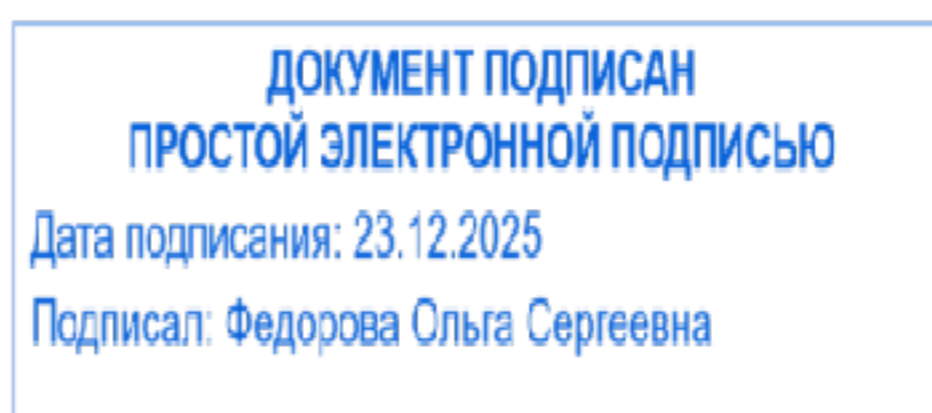 ДОКУМЕНТ ПОДПИСАН
ПРОСТОЙ ЭЛЕКТРОННОЙ ПОДПИСЬЮ
Дата подписания: 23.12.2025
Подписал: Федорова Ольга Сергеевна